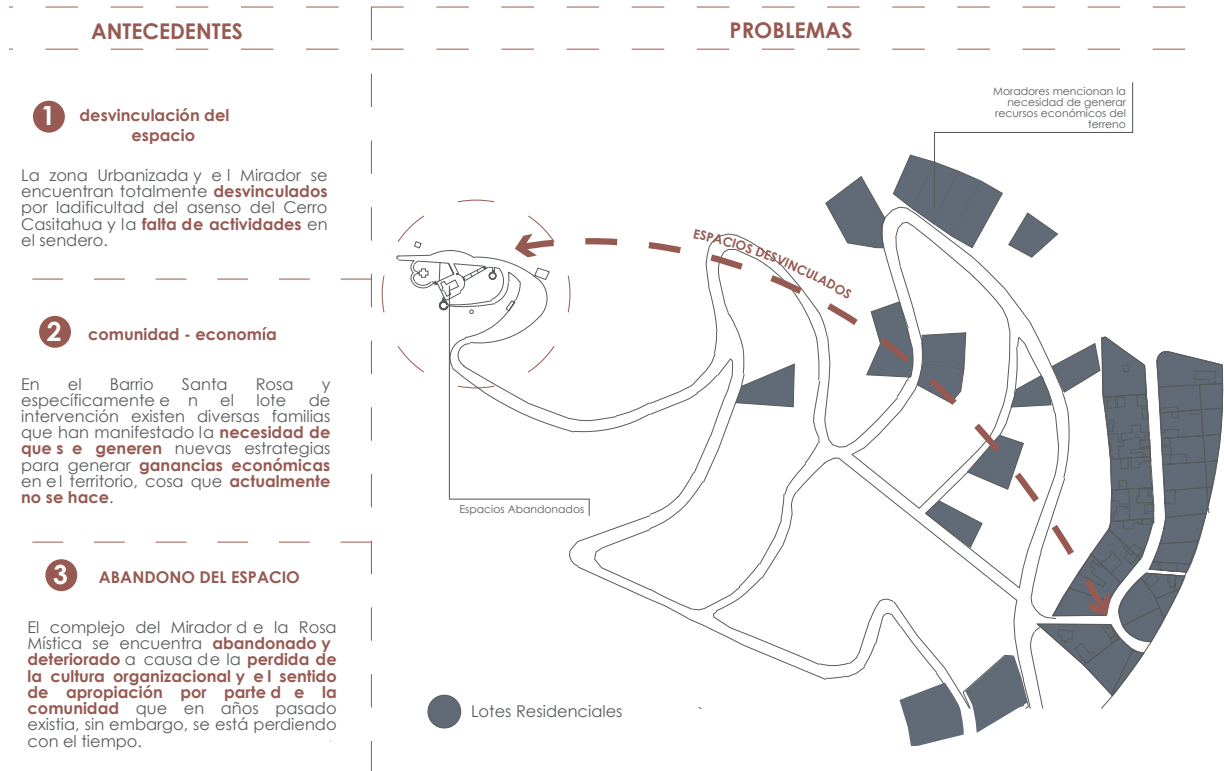 ANTECEDENTES
1
desvinculación del
espacio
La zona Urbanizada y el Mirador se
encuentran totalmente desvinculados
por ladificultad del asenso del Cerro
Casitahua y la falta de actividades en
el sendero.
2
comunidad - economía
En el Barrio Santa Rosa y
específicamente e n el lote de
intervención existen diversas familias
que han manifestado la necesidad de
que s e generen nuevas estrategias
para generar ganancias económicas
en el territorio, cosa que actualmente
no se hace.
3
ABANDONO DEL ESPACIO
El complejo del Mirador d e la Rosa
Mística se encuentra abandonado y
deteriorado a causa de la perdida de
la cultura organizacional y el sentido
de apropiación por parte d e la
comunidad que en años pasado
existia, sin embargo, se está perdiendo
con el tiempo.
PROBLEMAS
Moradores mencionan la
necesidad de generar
recursos económicos del
terreno
ESPACIOS DESVINCULADOS
Espacios Abandonados
Lotes Residenciales